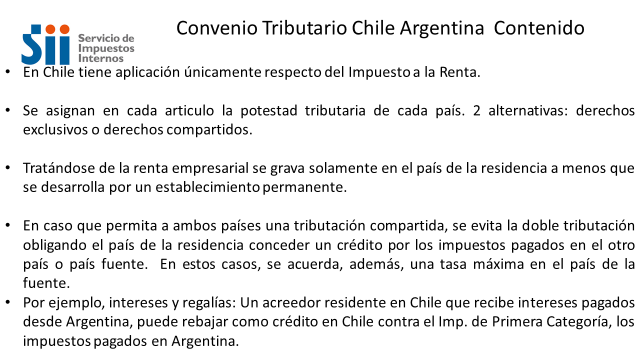 Convenio Tributario Chile Argentina Contenido
sii Servicio de
Impuestos
Internos
• En Chile tiene aplicación únicamente respecto del Impuesto a la Renta.
• Se asignan en cada articulo la potestad tributaria de cada país. 2 alternativas: derechos
exclusivos o derechos compartidos.
• Tratándose de la renta empresarial se grava solamente en el país de la residencia a menos que
se desarrolla por un establecimiento permanente.
• En caso que permita a ambos países una tributación compartida, se evita la doble tributación
obligando el país de la residencia conceder un crédito por los impuestos pagados en el otro
país o país fuente. En estos casos, se acuerda, además, una tasa máxima en el país de la
fuente.
• Por ejemplo, intereses y regalías: Un acreedor residente en Chile que recibe intereses pagados
desde Argentina, puede rebajar como crédito en Chile contra el Imp. de Primera Categoría, los
impuestos pagados en Argentina.